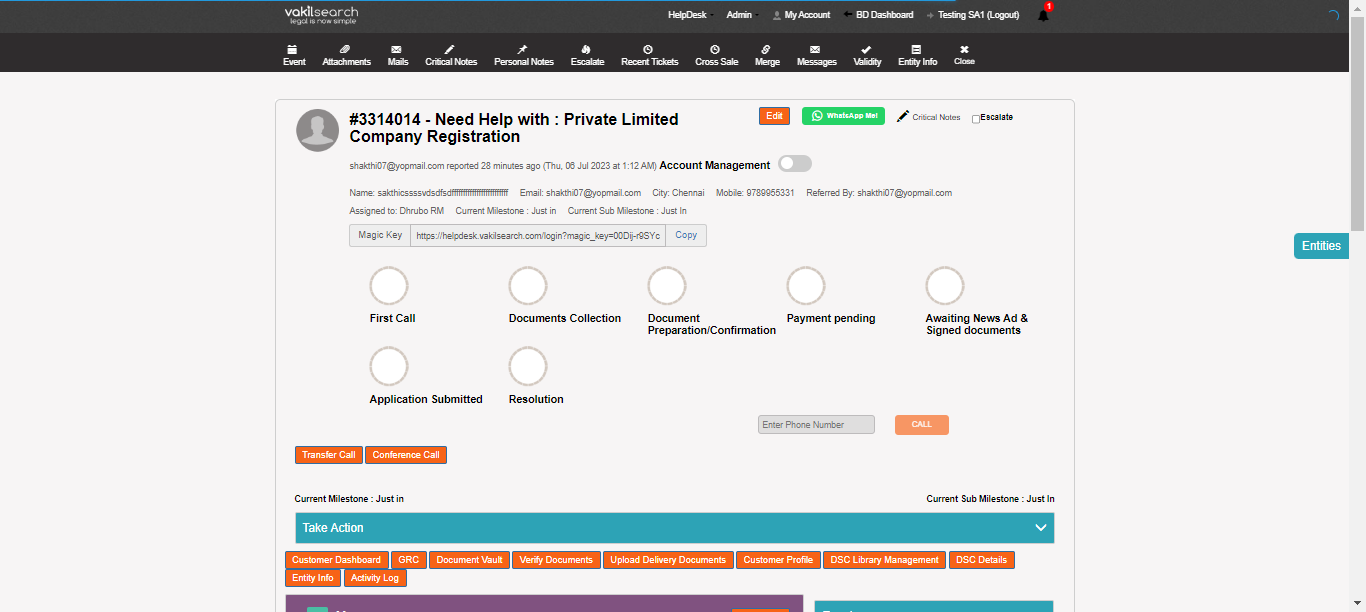 vakilsearch
legal is now simple
HelpDesk Admin My Account BD Dashboard Testing SA1 (Logout) 1
Event Attachments Mails Critical Notes Personal Notes Escalate Recent Tickets Cross Sale Merge Messages Validity Entity Info Close
#3314014 - Need Help with : Private Limited
Company Registration
Edit WhatsApp Me! Critical Notes Escalate
shakthi07@yopmail.com reported 28 minutes ago (Thu, 06 Jul 2023 at 1:12 AM) Account Management
Email: shakthi07@yopmail.com City: Chennai Mobile: 9789955331 Referred By: shakthi07@yopmail.com
Assigned to: Dhrubo RM Current Milestone : Just in Current Sub Milestone : Just In
Magic Key https://helpdesk.vakilsearch.com/login?magic_key=00Dij-r9SYc Copy
Entities
First Call
Documents Collection
Document
Preparation/Confirmation
Payment pending
Awaiting News Ad &
Signed documents
Application Submitted
Resolution
Enter Phone Number CALL
Transfer Call Conference Call
Current Milestone : Just in Current Sub Milestone : Just In
Take Action
Customer Dashboard GRC Document Vault Verify Documents Upload Delivery Documents Customer Profile DSC Library Management DSC Details
Entity Info Activity Log